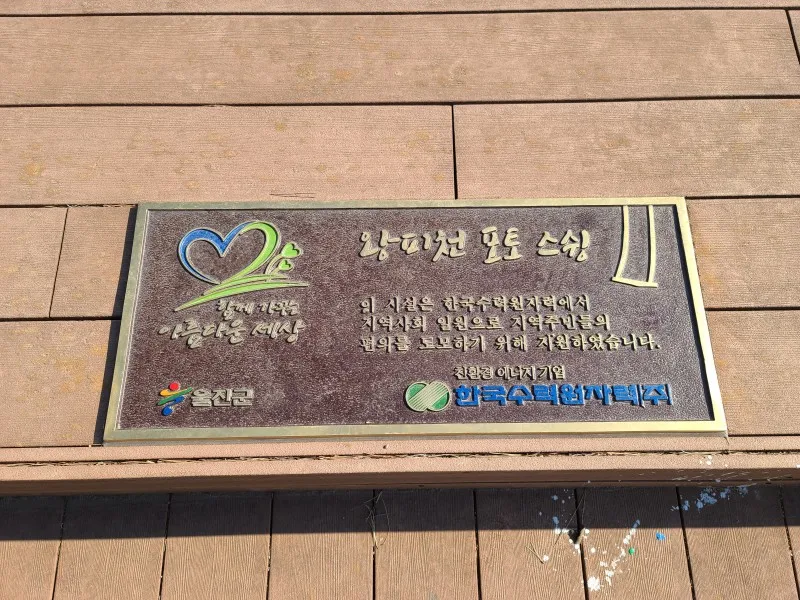 함께 가꾸는
아름다운 세상
왕피천 포토 스윙
이 시설은 한국수력원자력에서
지역사회 일원으로 지역주민들의
편의를 도모하기 위해 지원하였습니다.
울진군
친환경 에너지 기업
한국수력원자력(주)